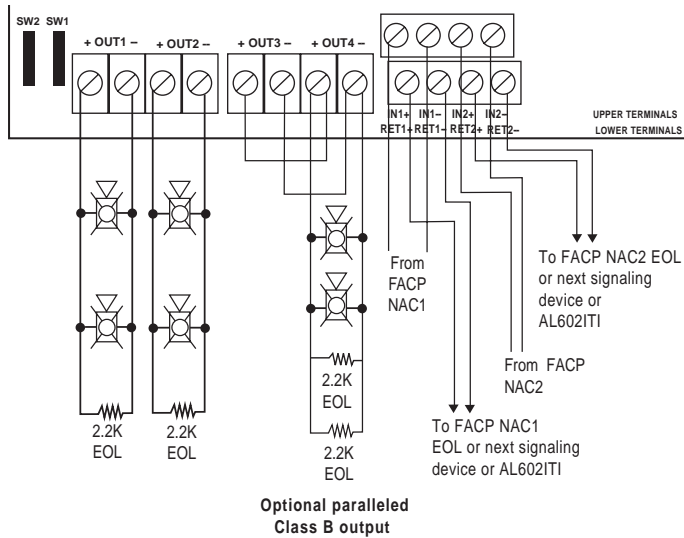 SW2 SW1
+ OUT1 – + OUT2 –– + OUT3 – + OUT4 ––
IN1+ IN1– IN2+ IN2–
UPPER TERMINALS
RET1+ RET1– RET2+ RET2–
LOWER TERMINALS
From
FACP
NAC1
To FACP NAC2 EOL
or next signaling
device or
AL602ITI
From FACP
NAC2
To FACP NAC1
EOL or next signaling
device or AL602ITI
2.2K
EOL
2.2K
EOL
2.2K
EOL
2.2K
EOL
Optional paralleled
Class B output